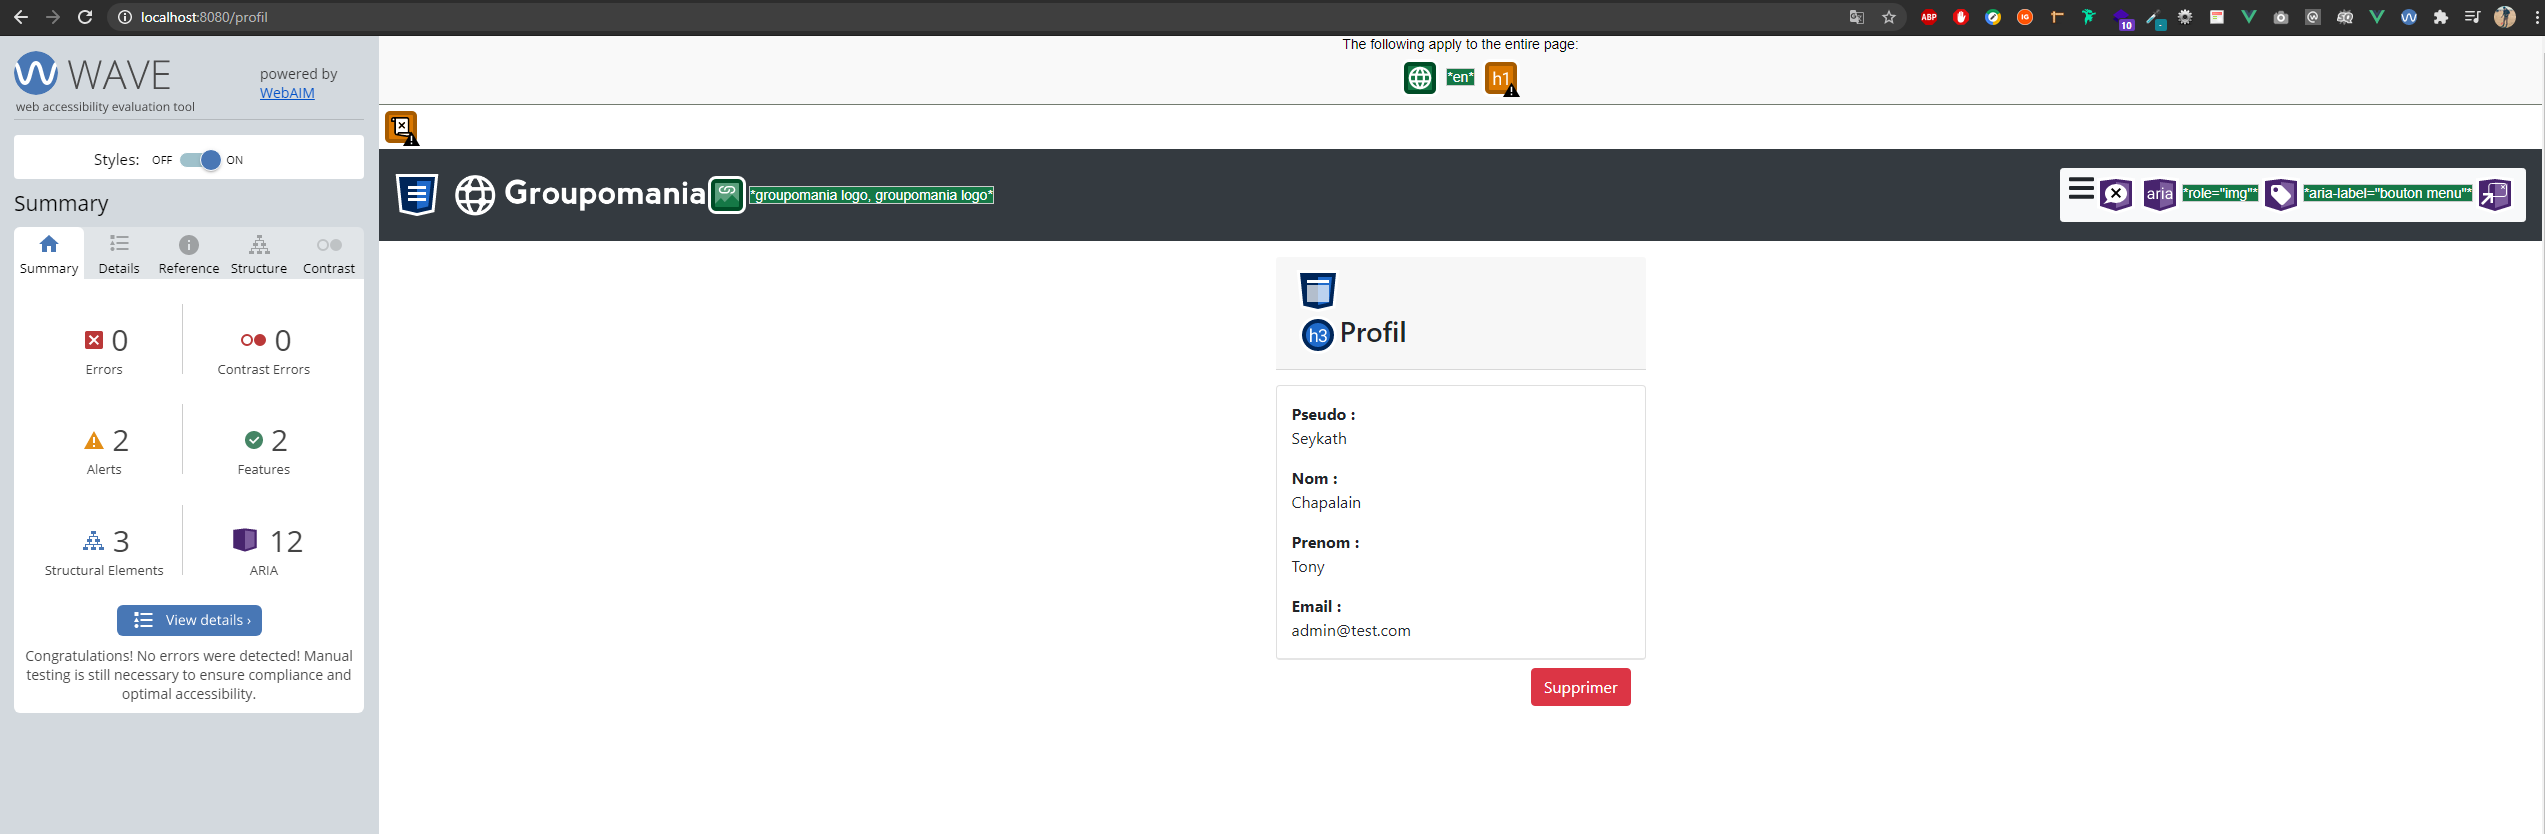 localhost:8080/profil
ABP
IG
10
WAVE
powered by
WebAIM
web accessibility evaluation tool
Styles: OFF ON
Summary
Summary Details Reference Structure Contrast
0 0
Errors Contrast Errors
2 2
Alerts Features
3 12
Structural Elements ARIA
View details ›
Congratulations! No errors were detected! Manual
testing is still necessary to ensure compliance and
optimal accessibility.
The following apply to the entire page:
*en* h1
Groupomania *groupomania logo, groupomania logo*
aria *role="img"* *aria-label="bouton menu"*
h3 Profil
Pseudo :
Seykath
Nom :
Chapalain
Prenom :
Tony
Email :
admin@test.com
Supprimer